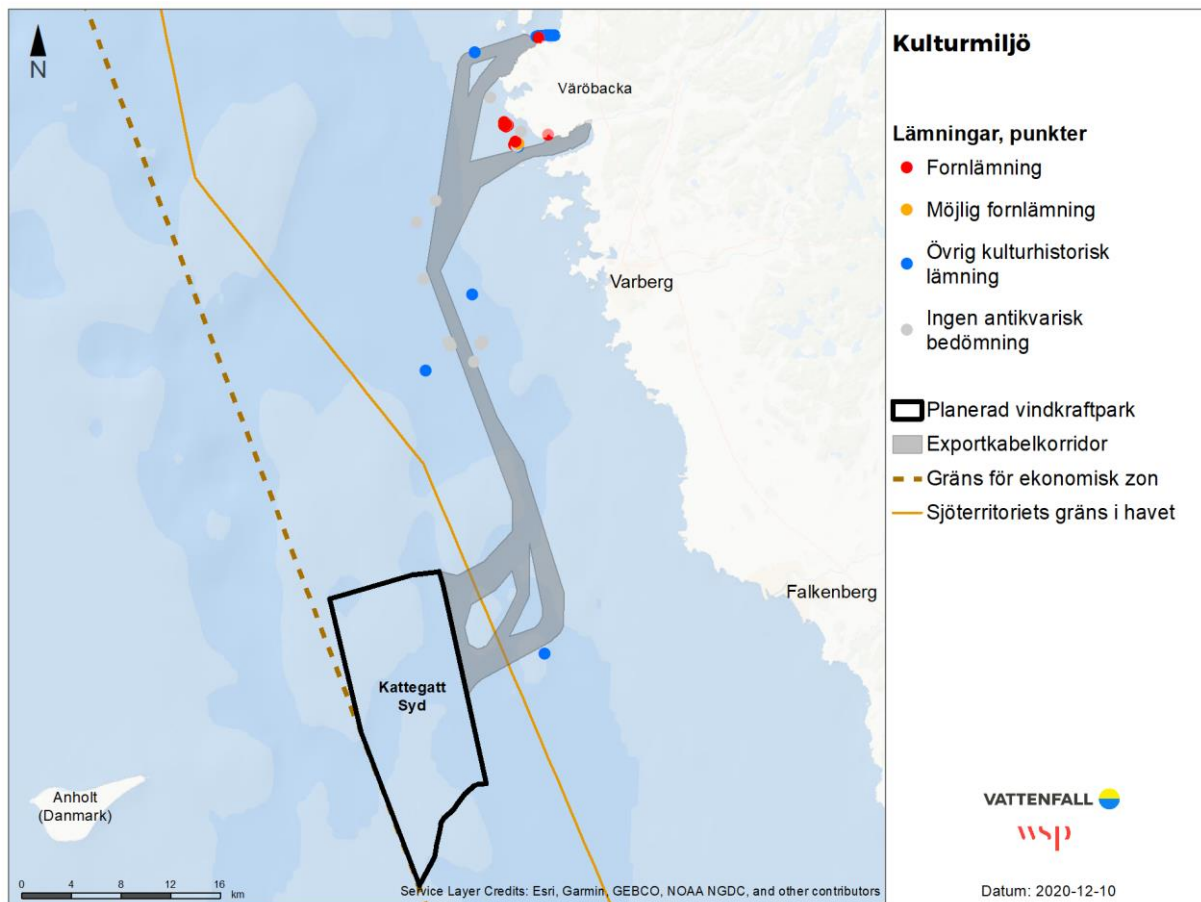 N
Väröbacka
Varberg
Falkenberg
Kattegatt
Syd
Anholt
(Danmark)
0 4 8 12 16
km
Service Layer Credits: Esri, Garmin, GEBCO, NOAA NGDC, and other contributors
Kulturmiljö
Lämningar, punkter
Fornlämning
Möjlig fornlämning
Övrig kulturhistorisk
lämning
Ingen antikvarisk
bedömning
Planerad vindkraftpark
Exportkabelkorridor
Gräns för ekonomisk zon
Sjöterritoriets gräns i havet
VATTENFALL
wsp
Datum: 2020-12-10